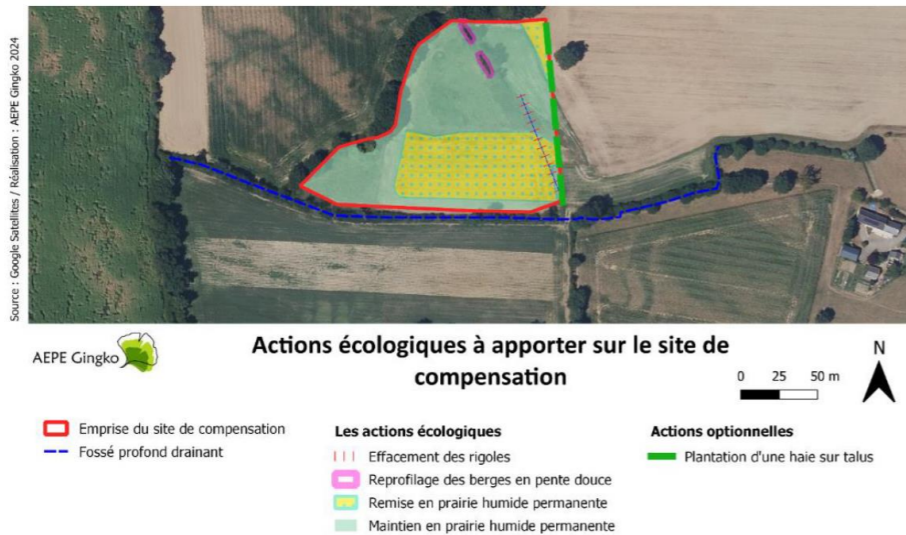 Source : Google Satellites / Réalisation : AEPE Gingko 2024
AEPE Gingko
Actions écologiques à apporter sur le site de
compensation
N
0 25 50 m
Emprise du site de compensation
Fossé profond drainant
Les actions écologiques
Effacement des rigoles
Reprofilage des berges en pente douce
Remise en prairie humide permanente
Maintien en prairie humide permanente
Actions optionnelles
Plantation d'une haie sur talus